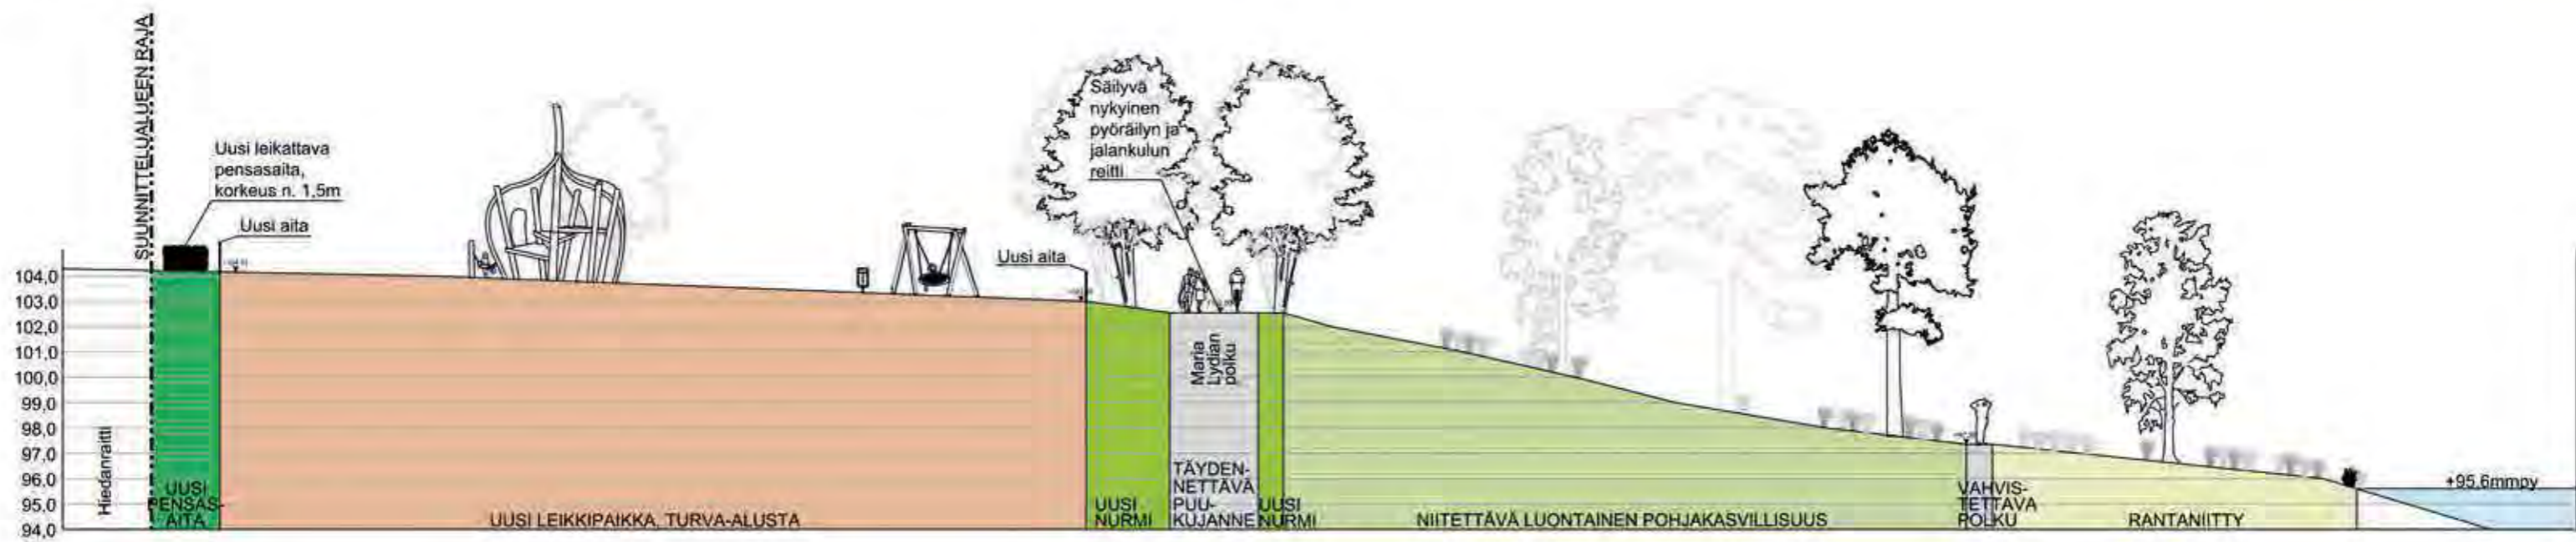 SUUNNITTELUALUEEN RAJA
Uusi leikattava
pensasaita,
korkeus n. 1,5m
Uusi aita
Uusi aita
Säilyvä
nykyinen
pyöräilyn ja
jalankulun
reitti
104,0
103,0
102,0
101,0
100,0
99,0
98,0
97,0
96,0
95,0
94,0
Hiedanraitti
UUSI
PENSAS-
AITA
UUSI LEIKKIPAIKKA, TURVA-ALUSTA
UUSI
NURMI
Maria
Lydian
polku
TÄYDEN-
NETTÄVÄ
PUU-
KUJANNE
UUSI
NURMI
NIITETTÄVÄ LUONTAINEN POHJAKASVILLISUUS
VAHVIS-
TETTAVA
POLKU
RANTANIITTY
+95,6mmpy